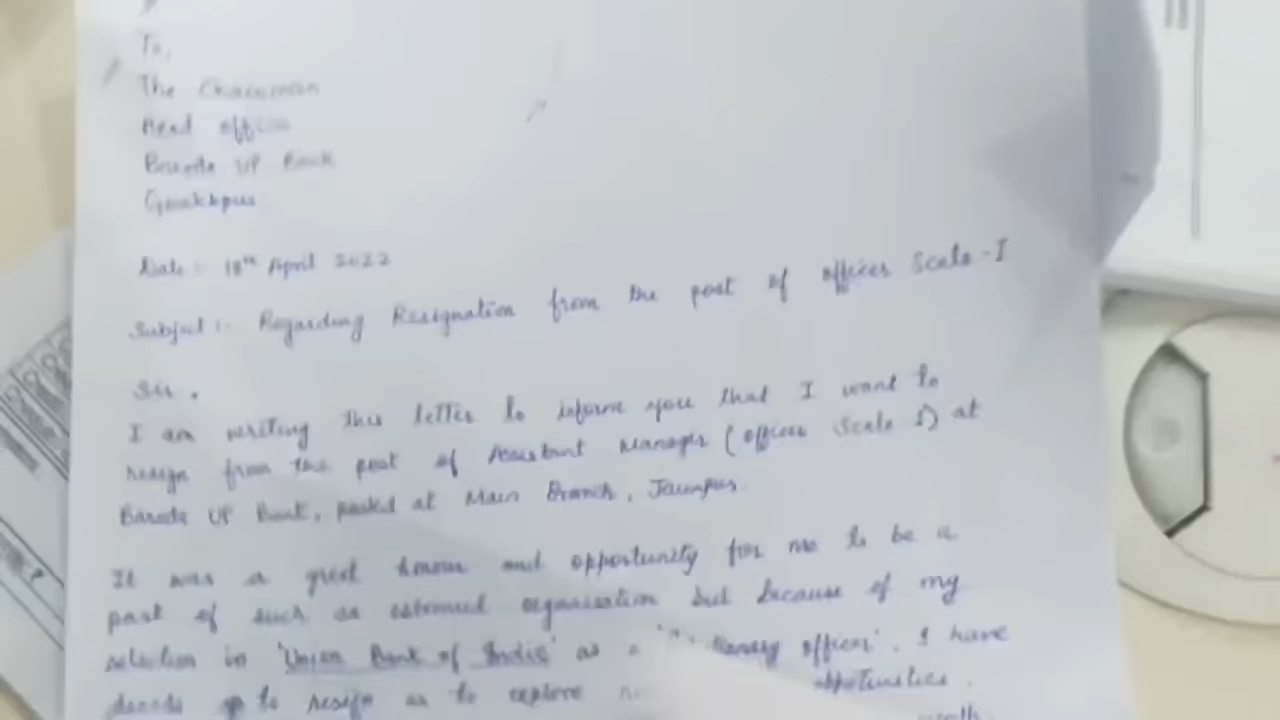 To,
The Chairman
Head office
Baroda UP Bank
Gorakhpur
Date :- 18th April 2022
Subject :- Regarding Resignation from the post of officer Scale - I
Sir,
I am writing this letter to inform you that I want to
resign from the post of Assistant Manager (officer Scale I) at
Baroda UP Bank, posted at Main Branch, Jaunpur.
It was a great honour and opportunity for me to be a
part of such an esteemed organisation but because of my
selection in 'Union Bank of India' as officer'. I have
decide to resign as to explore opportunities.